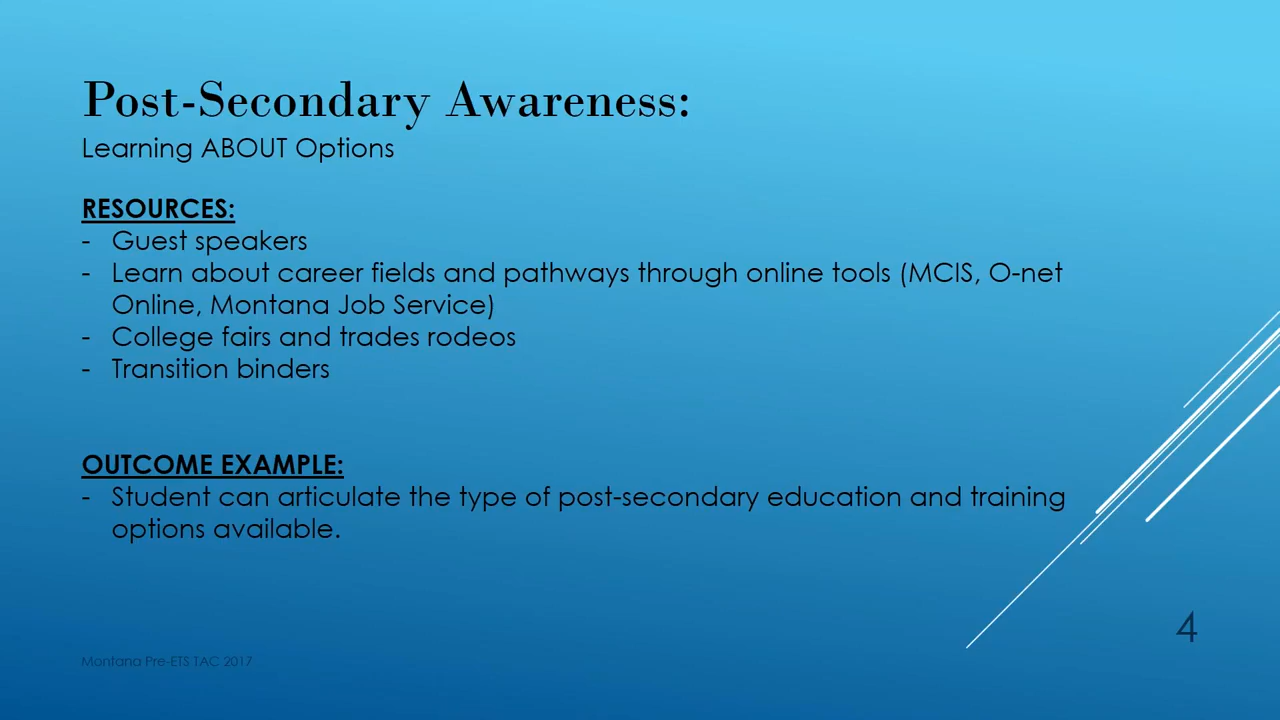 Post-Secondary Awareness:
Learning ABOUT Options
RESOURCES:
- Guest speakers
- Learn about career fields and pathways through online tools (MCIS, O-net
Online, Montana Job Service)
- College fairs and trades rodeos
- Transition binders
OUTCOME EXAMPLE:
- Student can articulate the type of post-secondary education and training
options available.
4
Montana Pre-ETS TAC 2017